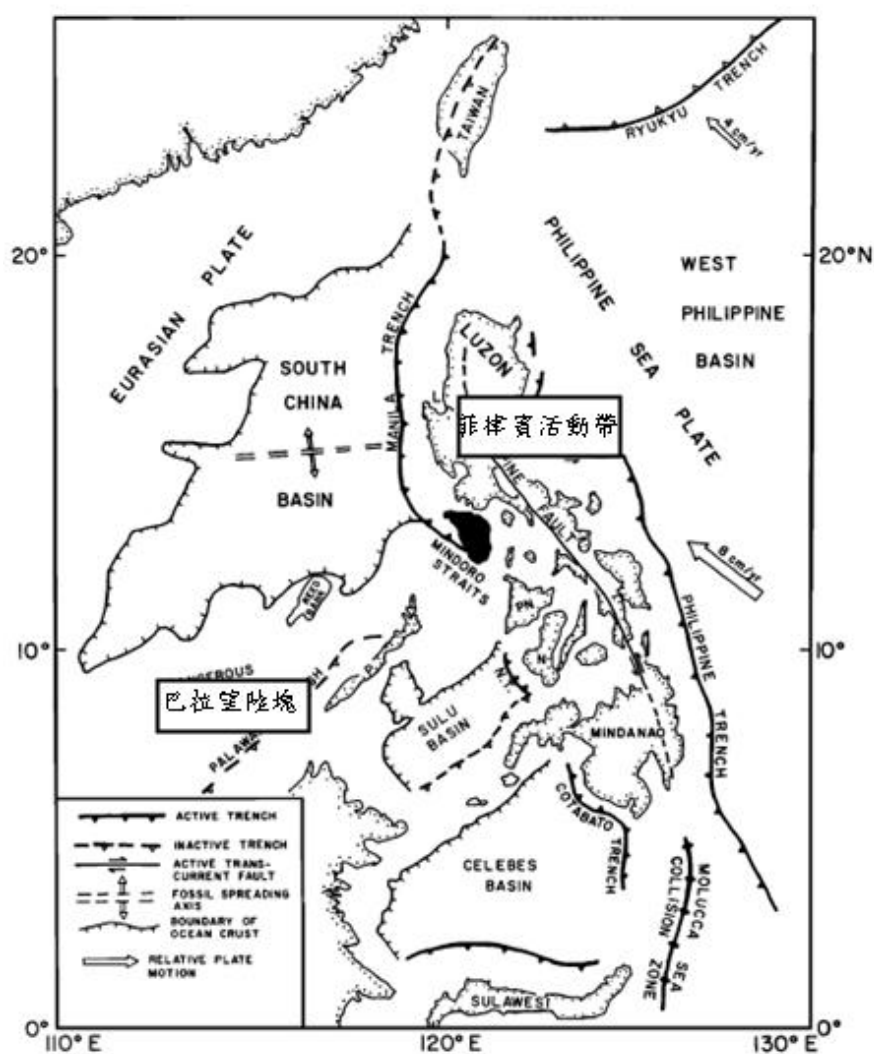 TAIWAN
RYUKYU
TRENCH
4 cm/yr
20°
20°N
EURASIAN
PLATE
PHILIPPINE
SEA
PLATE
WEST
PHILIPPINE
BASIN
MANILA
TRENCH
LUZON
L
SOUTH
CHINA
BASIN
菲律賓活動帶
FAULT
8 cm/yr
MINDORO
STRAITS
REED
BANK
PN
N
10°
10°
P.
巴拉望陸塊
N.T.
SULU
BASIN
MINDANAO
PHILIPPINE
TRENCH
COTABATO
TRENCH
CELEBES
BASIN
MOLUCCA
SEA
COLLISION
ZONE
SULAWESI
ACTIVE TRENCH
INACTIVE TRENCH
ACTIVE TRANS-
CURRENT FAULT
FOSSIL SPREADING
AXIS
BOUNDARY OF
OCEAN CRUST
RELATIVE PLATE
MOTION
0°
0°
110°E
120°E
130°E